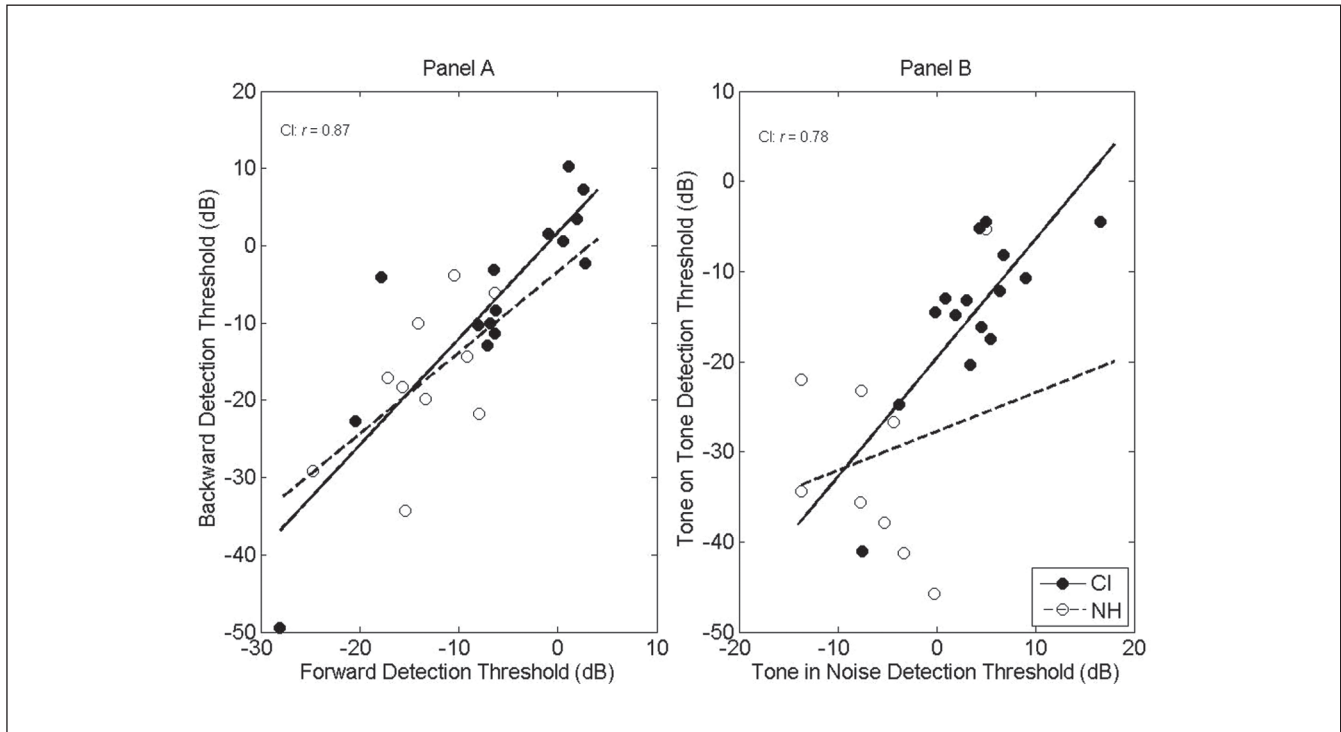 Panel A
CI: r = 0.87
20
10
0
-10
-20
-30
-40
-50
-30
-20
-10
0
10
Backward Detection Threshold (dB)
Forward Detection Threshold (dB)
Panel B
CI: r = 0.78
10
0
-10
-20
-30
-40
-50
-20
-10
0
10
20
Tone on Tone Detection Threshold (dB)
Tone in Noise Detection Threshold (dB)
CI
NH